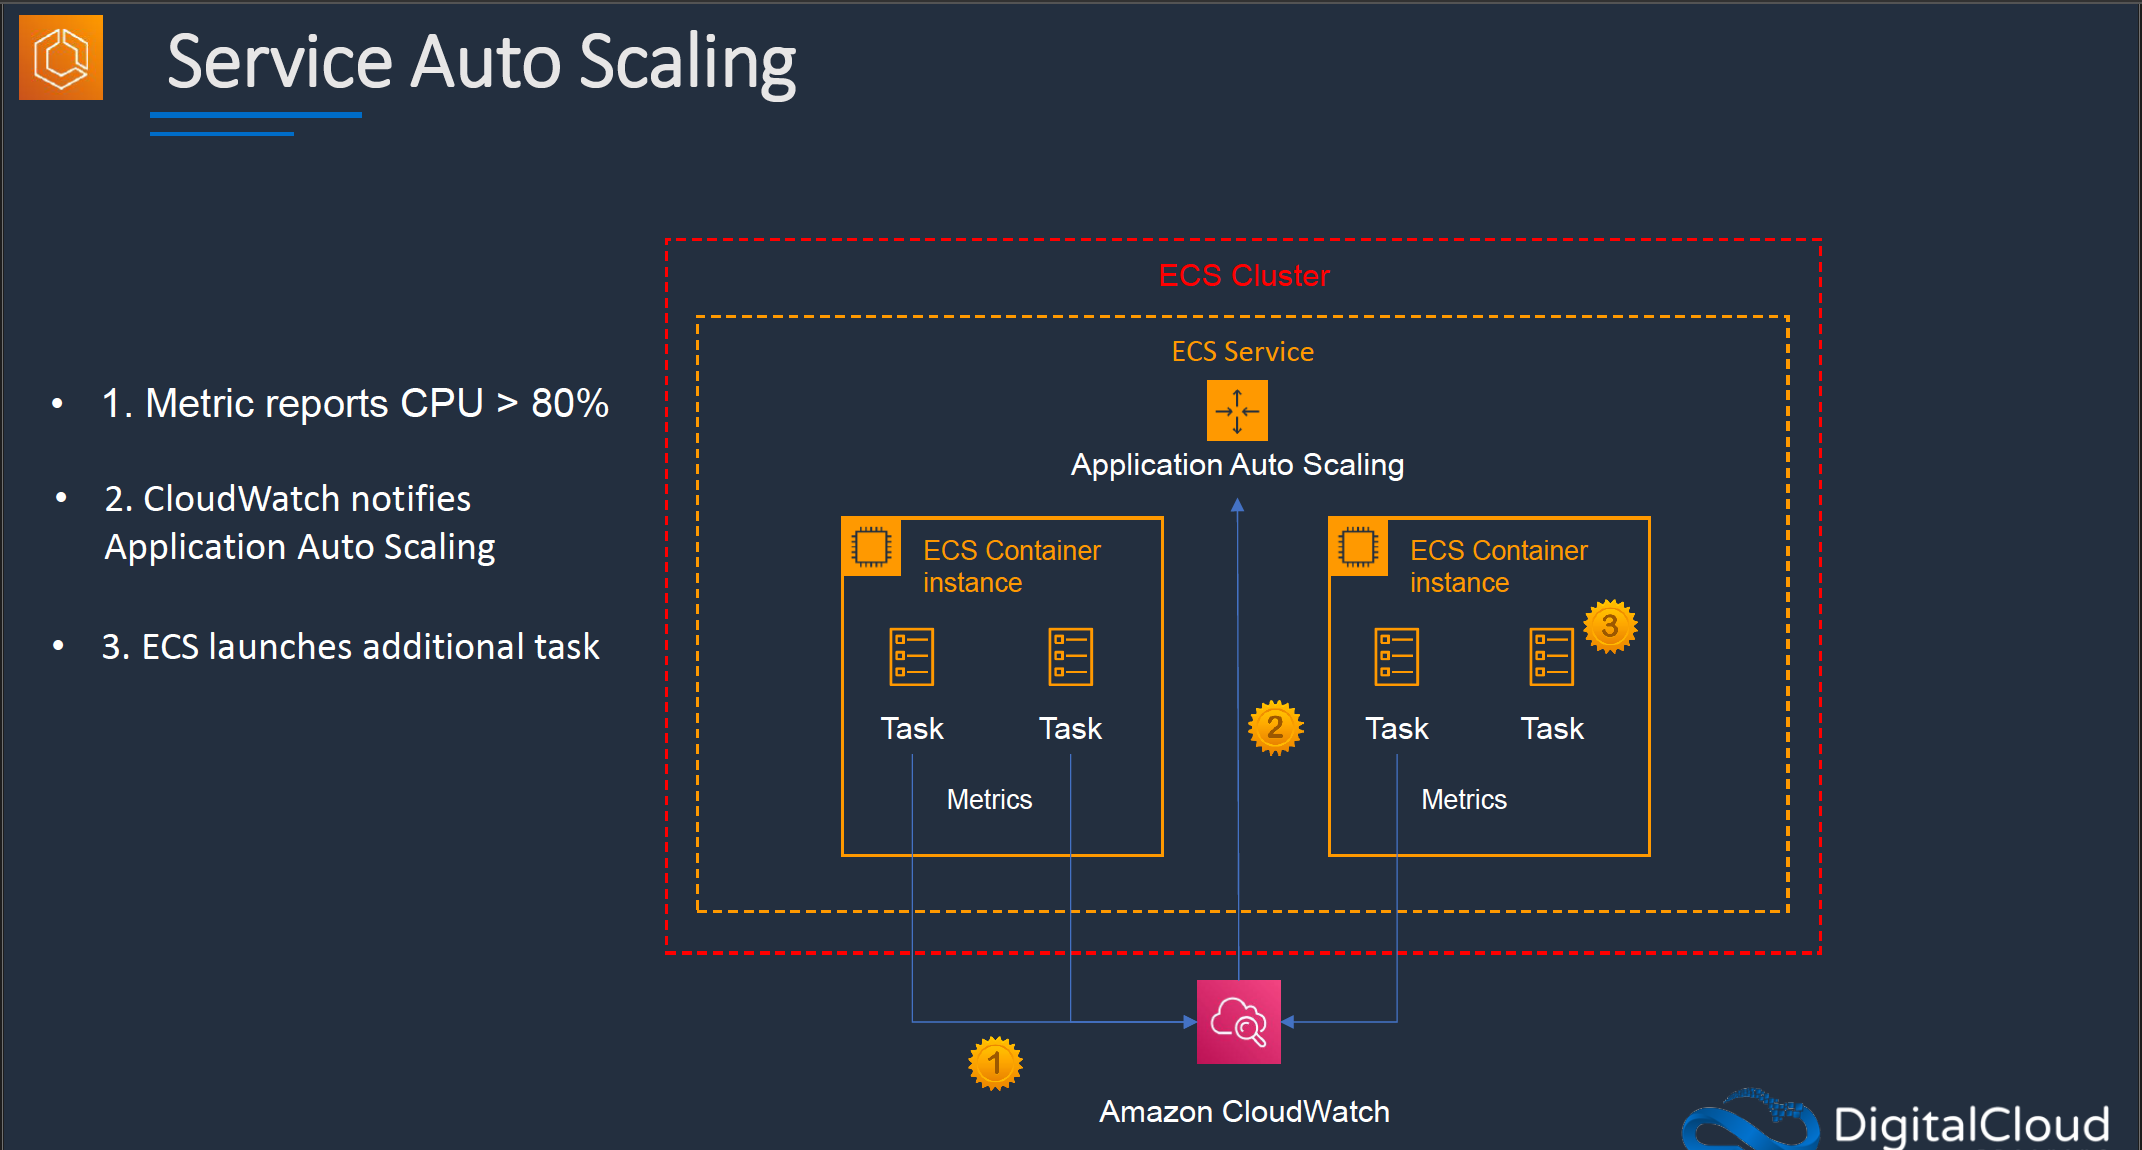 Service Auto Scaling
• 1. Metric reports CPU > 80%
• 2. CloudWatch notifies
Application Auto Scaling
• 3. ECS launches additional task
ECS Cluster
ECS Service
Application Auto Scaling
ECS Container
instance
Task
Task
Metrics
ECS Container
instance
3
Task
Task
Metrics
2
1
Amazon CloudWatch
DigitalCloud